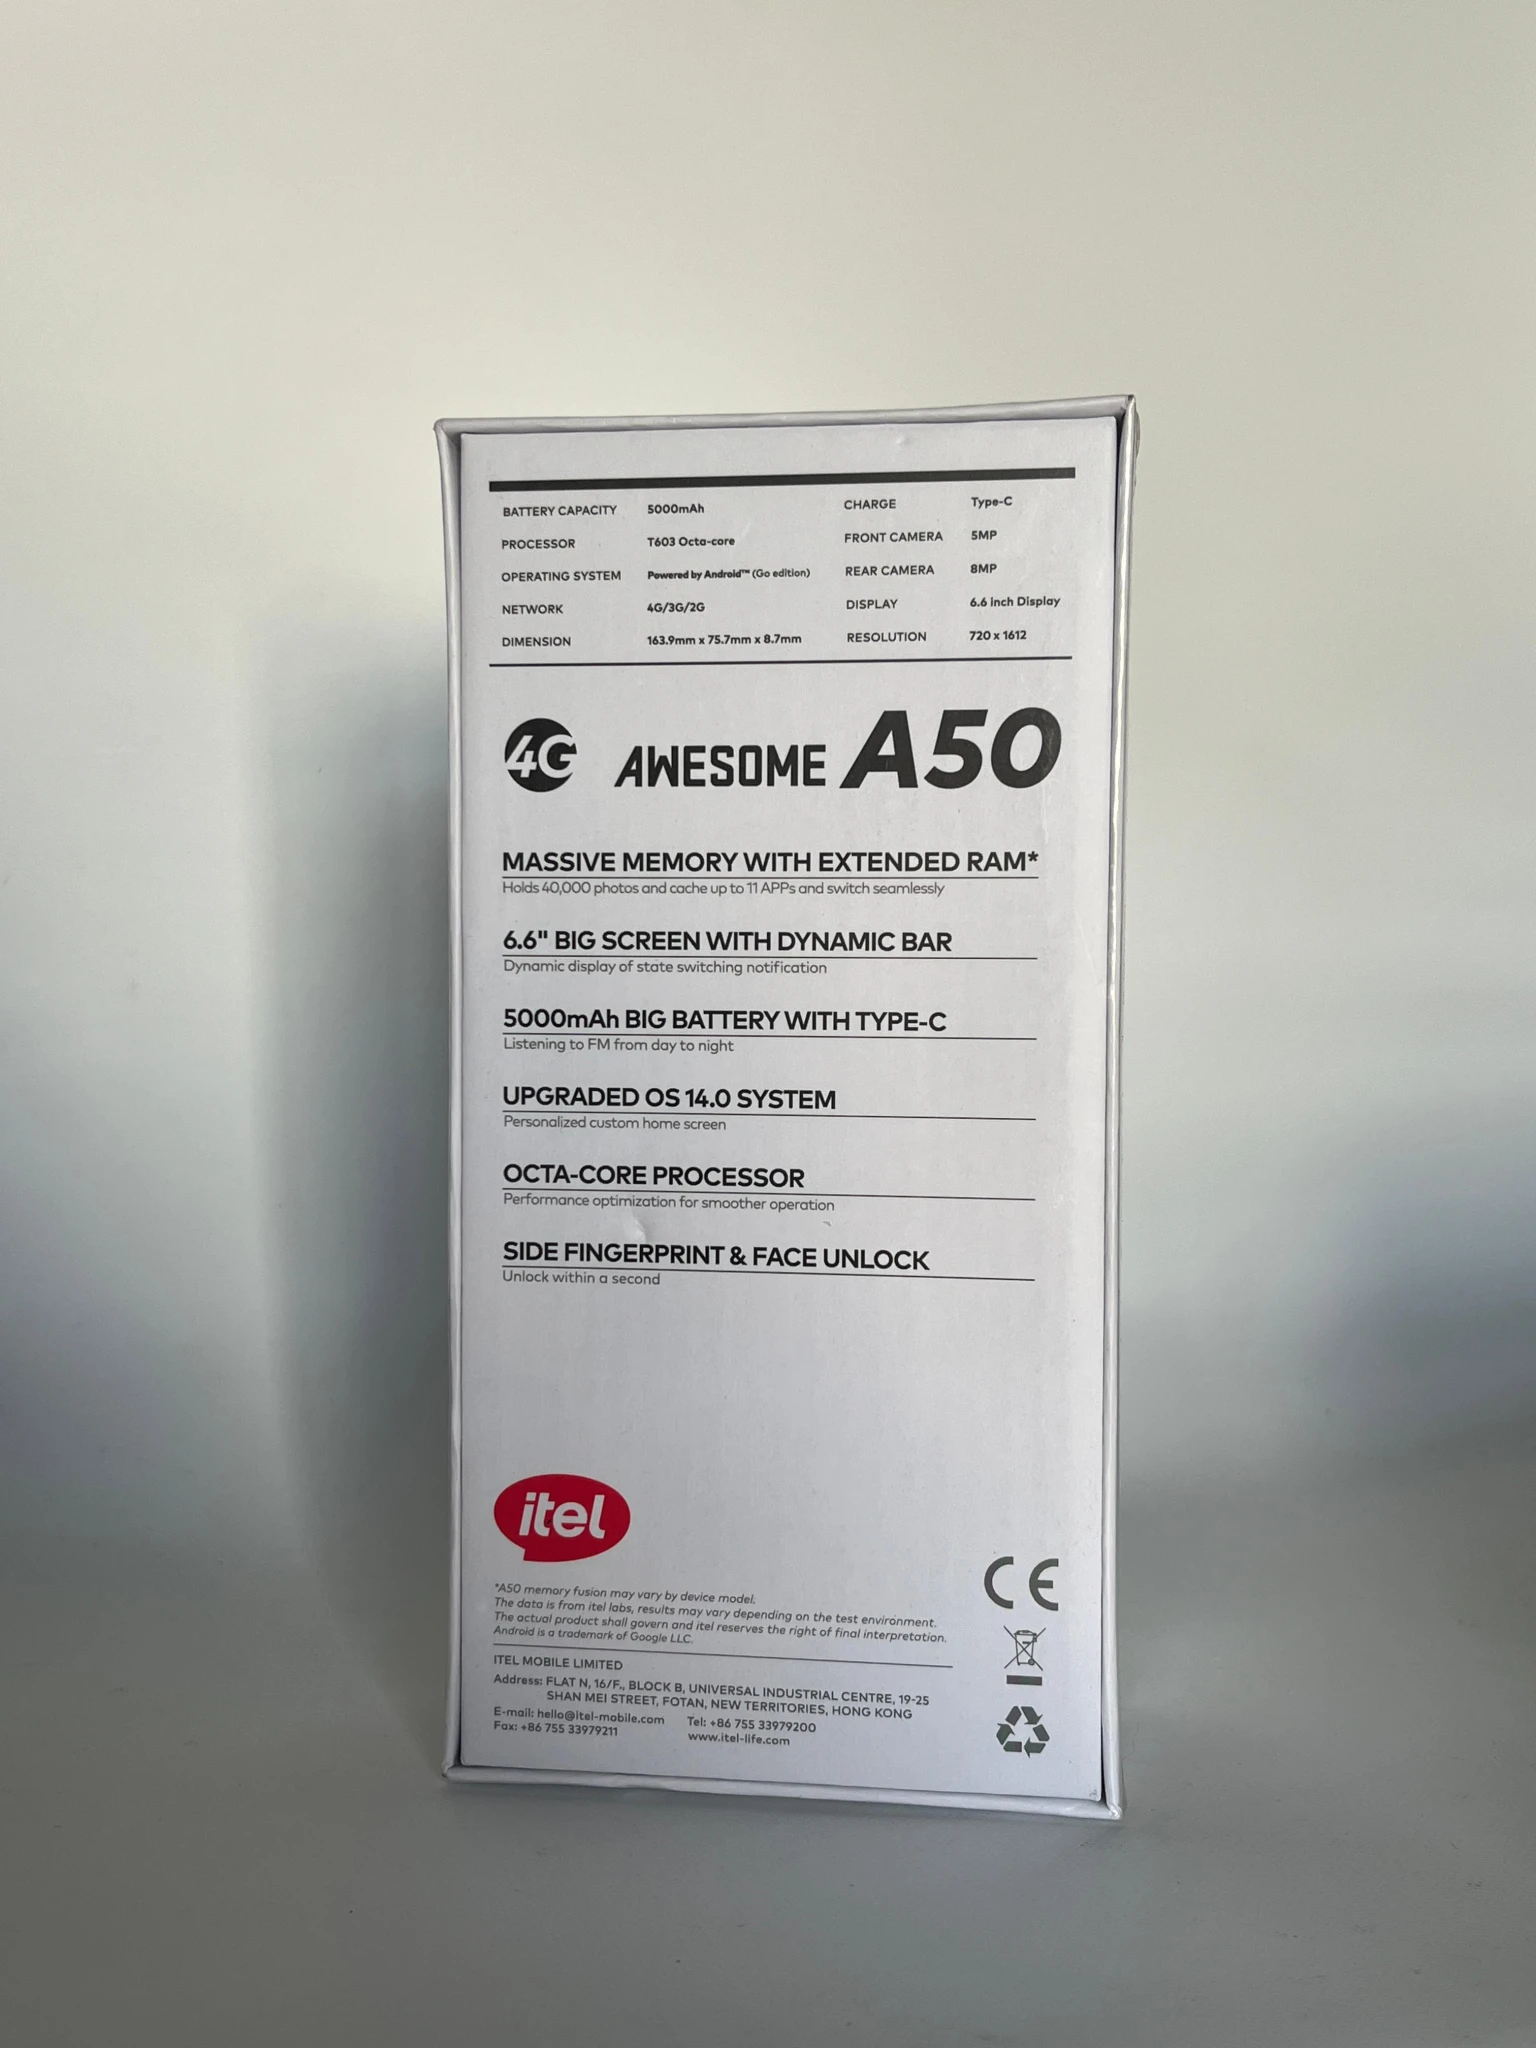 BATTERY CAPACITY 5000mAh CHARGE Type-C
PROCESSOR T603 Octa-core FRONT CAMERA 5MP
OPERATING SYSTEM Powered by Android™ (Go edition) REAR CAMERA 8MP
NETWORK 4G/3G/2G DISPLAY 6.6 inch Display
DIMENSION 163.9mm x 75.7mm x 8.7mm RESOLUTION 720 x 1612
4G AWESOME A50
MASSIVE MEMORY WITH EXTENDED RAM*
Holds 40,000 photos and cache up to 11 APPs and switch seamlessly
6.6" BIG SCREEN WITH DYNAMIC BAR
Dynamic display of state switching notification
5000mAh BIG BATTERY WITH TYPE-C
Listening to FM from day to night
UPGRADED OS 14.0 SYSTEM
Personalized custom home screen
OCTA-CORE PROCESSOR
Performance optimization for smoother operation
SIDE FINGERPRINT & FACE UNLOCK
Unlock within a second
itel
CE
*A50 memory fusion may vary by device model.
The data is from itel labs, results may vary depending on the test environment.
The actual product shall govern and itel reserves the right of final interpretation.
Android is a trademark of Google LLC.
ITEL MOBILE LIMITED
Address: FLAT N, 16/F., BLOCK B, UNIVERSAL INDUSTRIAL CENTRE, 19-25
SHAN MEI STREET, FOTAN, NEW TERRITORIES, HONG KONG
E-mail: hello@itel-mobile.com Tel: +86 755 33979200
Fax: +86 755 33979211 www.itel-life.com